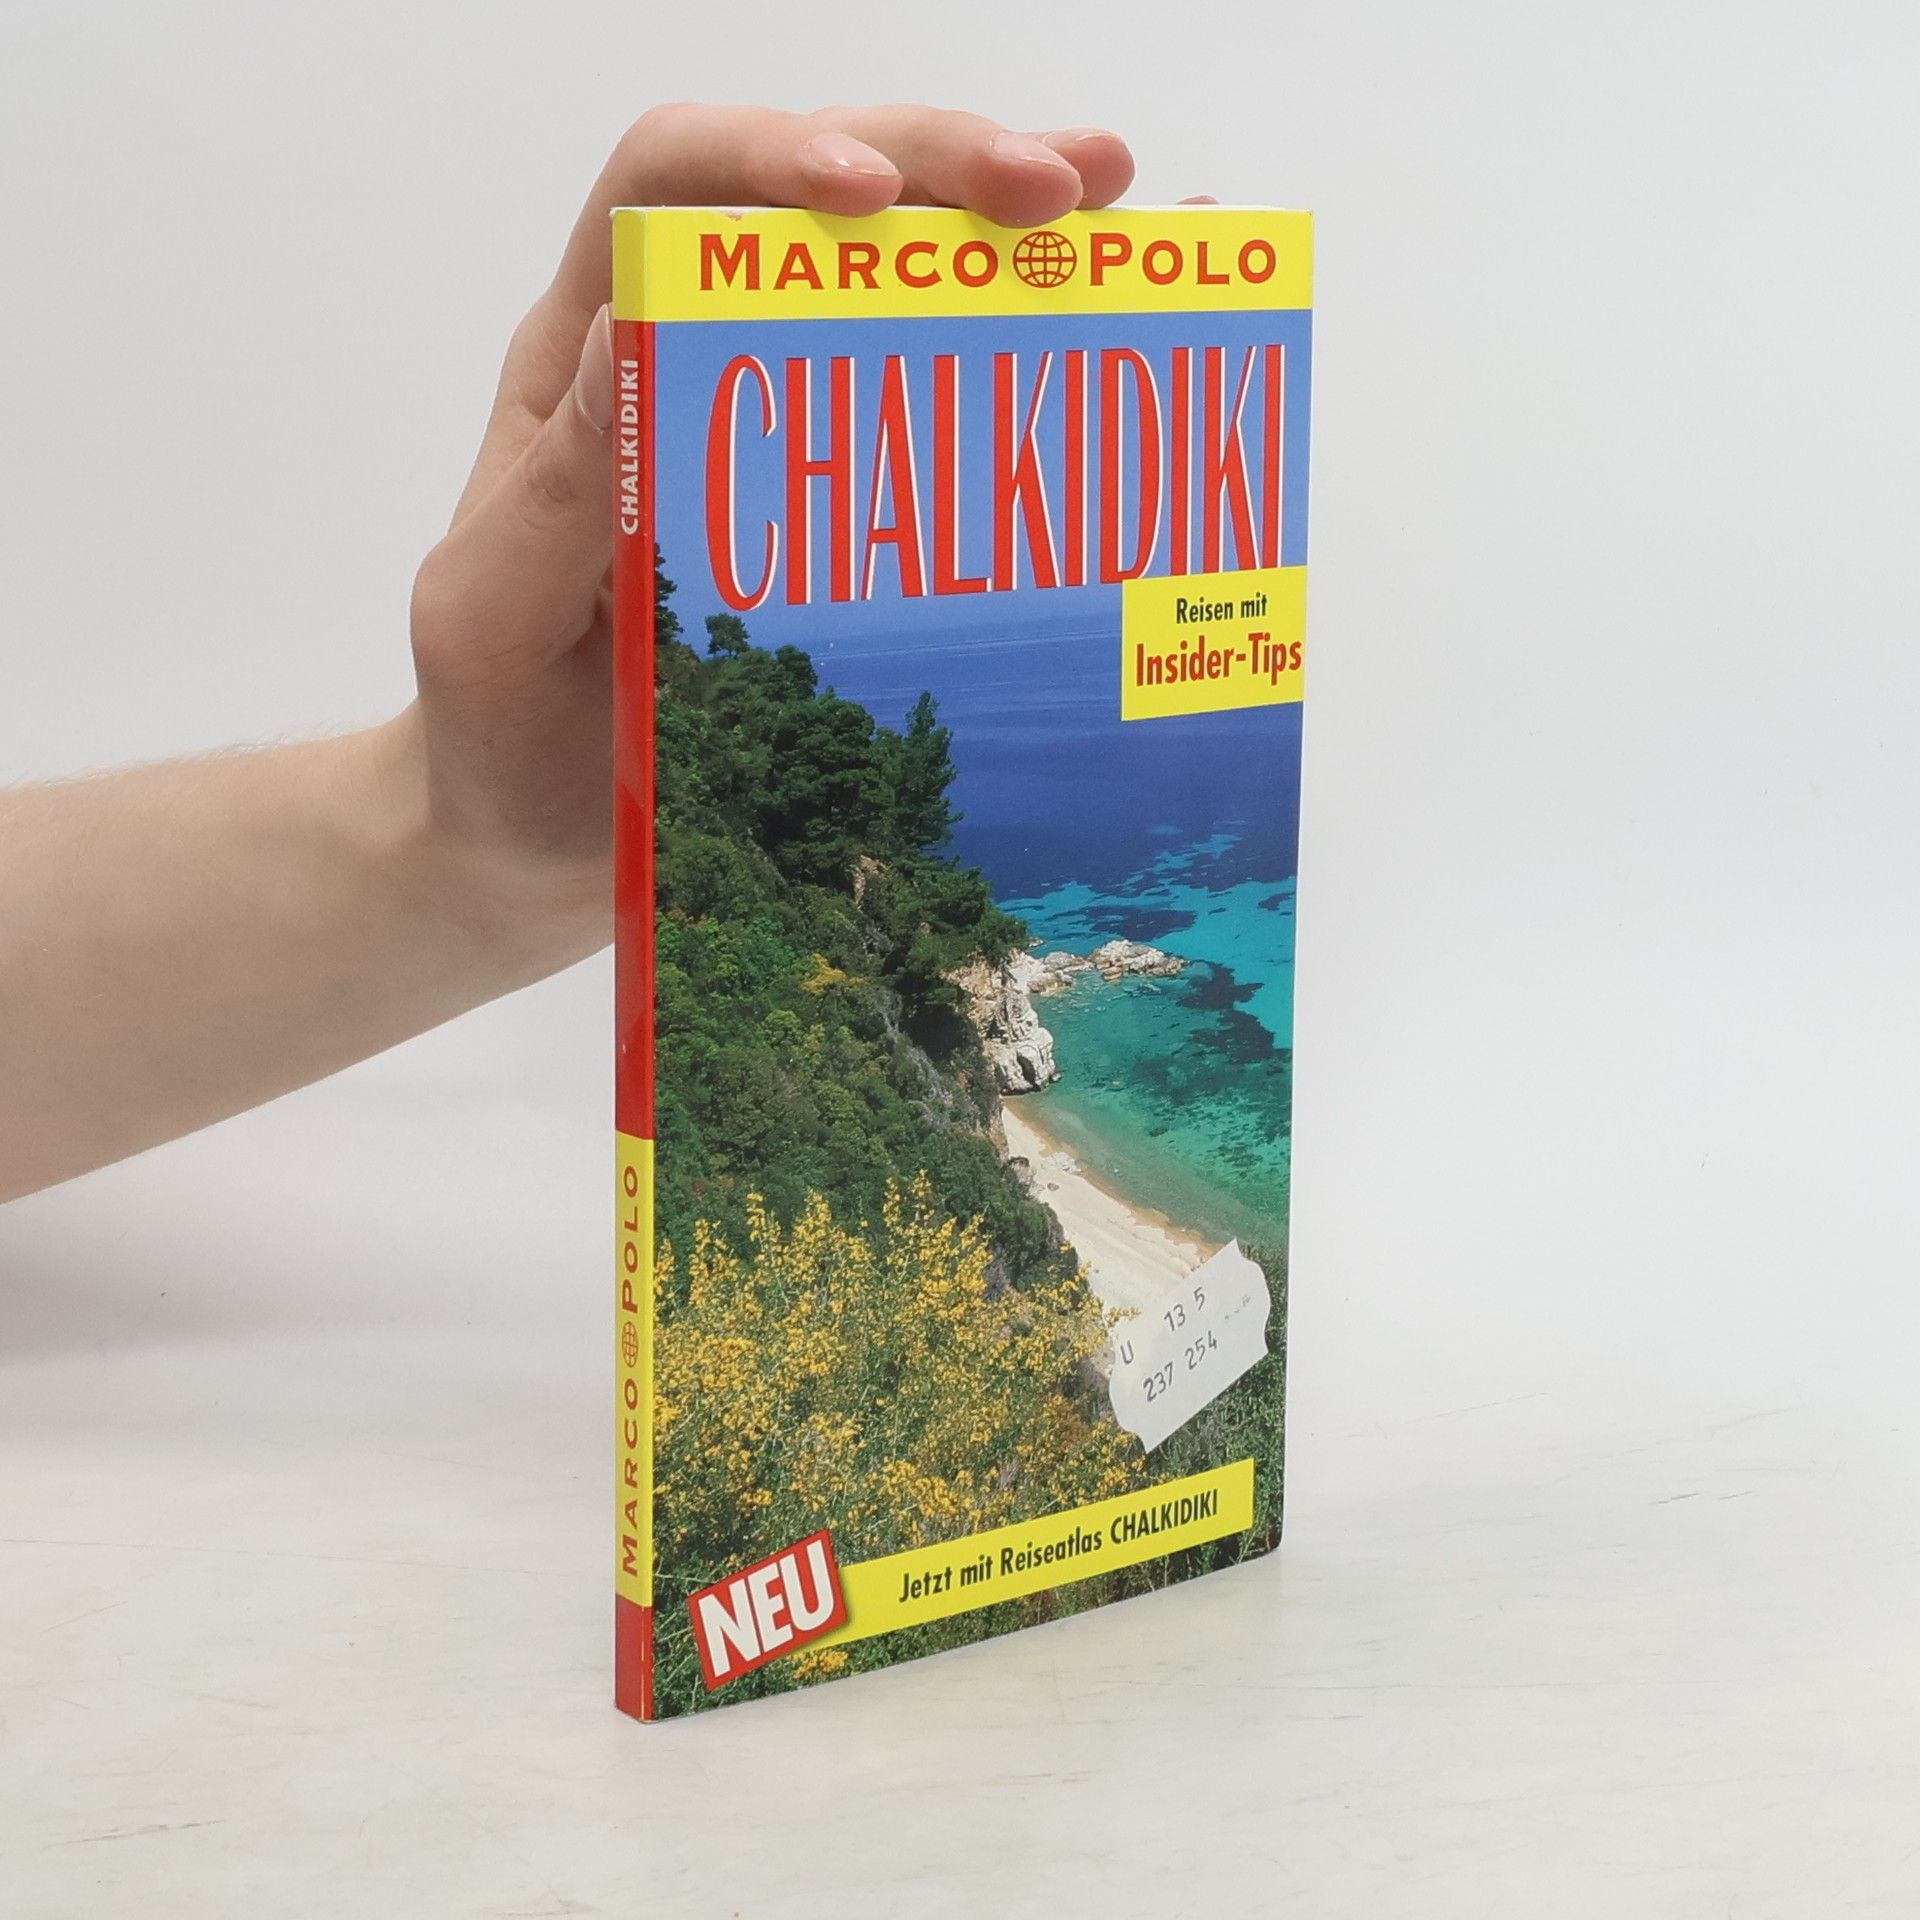 MARCO POLO
CHALKIDIKI
Reisen mit
Insider-Tips
CHALKIDIKI
MARCO POLO
U 13 5
237 254
NEU
Jetzt mit Reiseatlas CHALKIDIKI